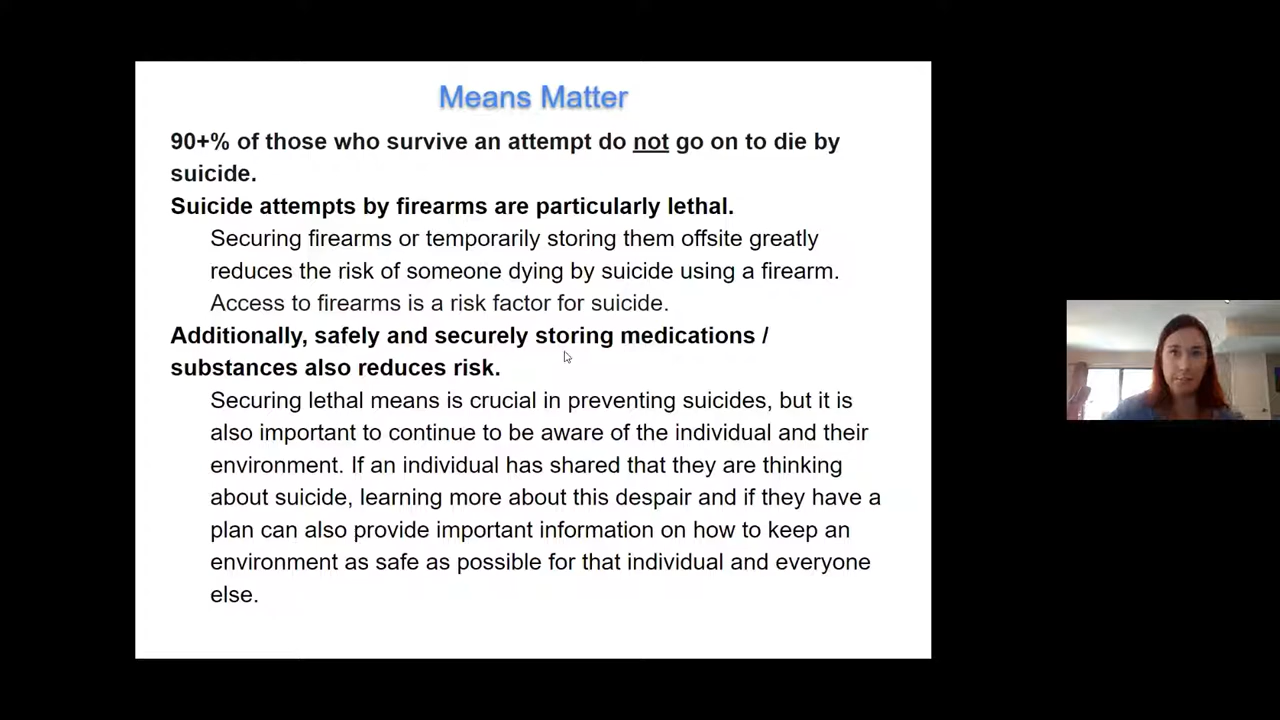 Means Matter
90+% of those who survive an attempt do not go on to die by
suicide.
Suicide attempts by firearms are particularly lethal.
Securing firearms or temporarily storing them offsite greatly
reduces the risk of someone dying by suicide using a firearm.
Access to firearms is a risk factor for suicide.
Additionally, safely and securely storing medications /
substances also reduces risk.
Securing lethal means is crucial in preventing suicides, but it is
also important to continue to be aware of the individual and their
environment. If an individual has shared that they are thinking
about suicide, learning more about this despair and if they have a
plan can also provide important information on how to keep an
environment as safe as possible for that individual and everyone
else.